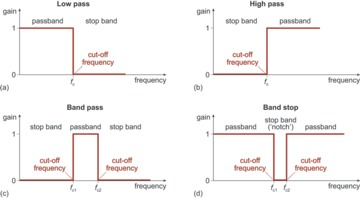 Low pass
gain
passband
stop band
1
cut-off
frequency
0
fc
frequency
(a)
High pass
gain
stop band
passband
1
cut-off
frequency
0
fc
frequency
(b)
Band pass
gain
stop band
passband
stop band
1
cut-off
frequency
cut-off
frequency
0
fc1
fc2
frequency
(c)
Band stop
gain
passband
stop band
('notch')
passband
1
cut-off
frequency
cut-off
frequency
0
fc1
fc2
frequency
(d)